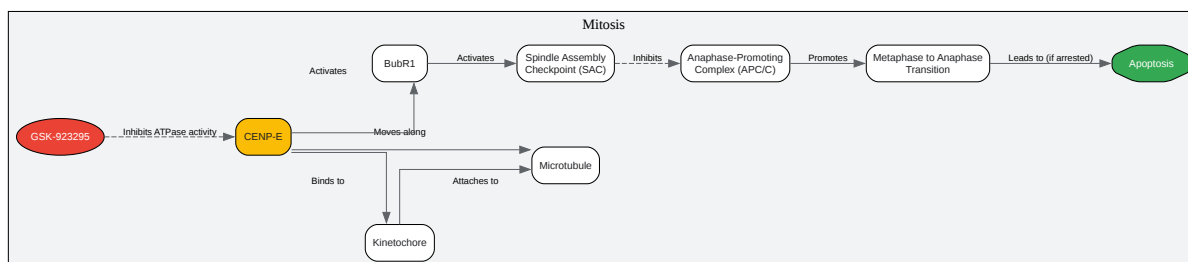 Mitosis
Activates
BubR1
Activates
Spindle Assembly
Checkpoint (SAC)
Inhibits
Anaphase-Promoting
Complex (APC/C)
Promotes
Metaphase to Anaphase
Transition
Leads to (if arrested)
Apoptosis
GSK-923295
Inhibits ATPase activity
CENP-E
Moves along
Microtubule
Binds to
Attaches to
Kinetochore